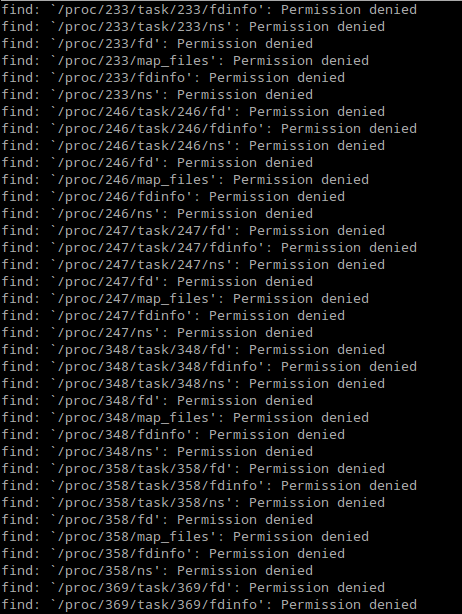 find: `/proc/233/task/233/fdinfo': Permission denied
find: `/proc/233/task/233/ns': Permission denied
find: `/proc/233/fd': Permission denied
find: `/proc/233/map_files': Permission denied
find: `/proc/233/fdinfo': Permission denied
find: `/proc/233/ns': Permission denied
find: `/proc/246/task/246/fd': Permission denied
find: `/proc/246/task/246/fdinfo': Permission denied
find: `/proc/246/task/246/ns': Permission denied
find: `/proc/246/fd': Permission denied
find: `/proc/246/map_files': Permission denied
find: `/proc/246/fdinfo': Permission denied
find: `/proc/246/ns': Permission denied
find: `/proc/247/task/247/fd': Permission denied
find: `/proc/247/task/247/fdinfo': Permission denied
find: `/proc/247/task/247/ns': Permission denied
find: `/proc/247/fd': Permission denied
find: `/proc/247/map_files': Permission denied
find: `/proc/247/fdinfo': Permission denied
find: `/proc/247/ns': Permission denied
find: `/proc/348/task/348/fd': Permission denied
find: `/proc/348/task/348/fdinfo': Permission denied
find: `/proc/348/task/348/ns': Permission denied
find: `/proc/348/fd': Permission denied
find: `/proc/348/map_files': Permission denied
find: `/proc/348/fdinfo': Permission denied
find: `/proc/348/ns': Permission denied
find: `/proc/358/task/358/fd': Permission denied
find: `/proc/358/task/358/fdinfo': Permission denied
find: `/proc/358/task/358/ns': Permission denied
find: `/proc/358/fd': Permission denied
find: `/proc/358/map_files': Permission denied
find: `/proc/358/fdinfo': Permission denied
find: `/proc/358/ns': Permission denied
find: `/proc/369/task/369/fd': Permission denied
find: `/proc/369/task/369/fdinfo': Permission denied